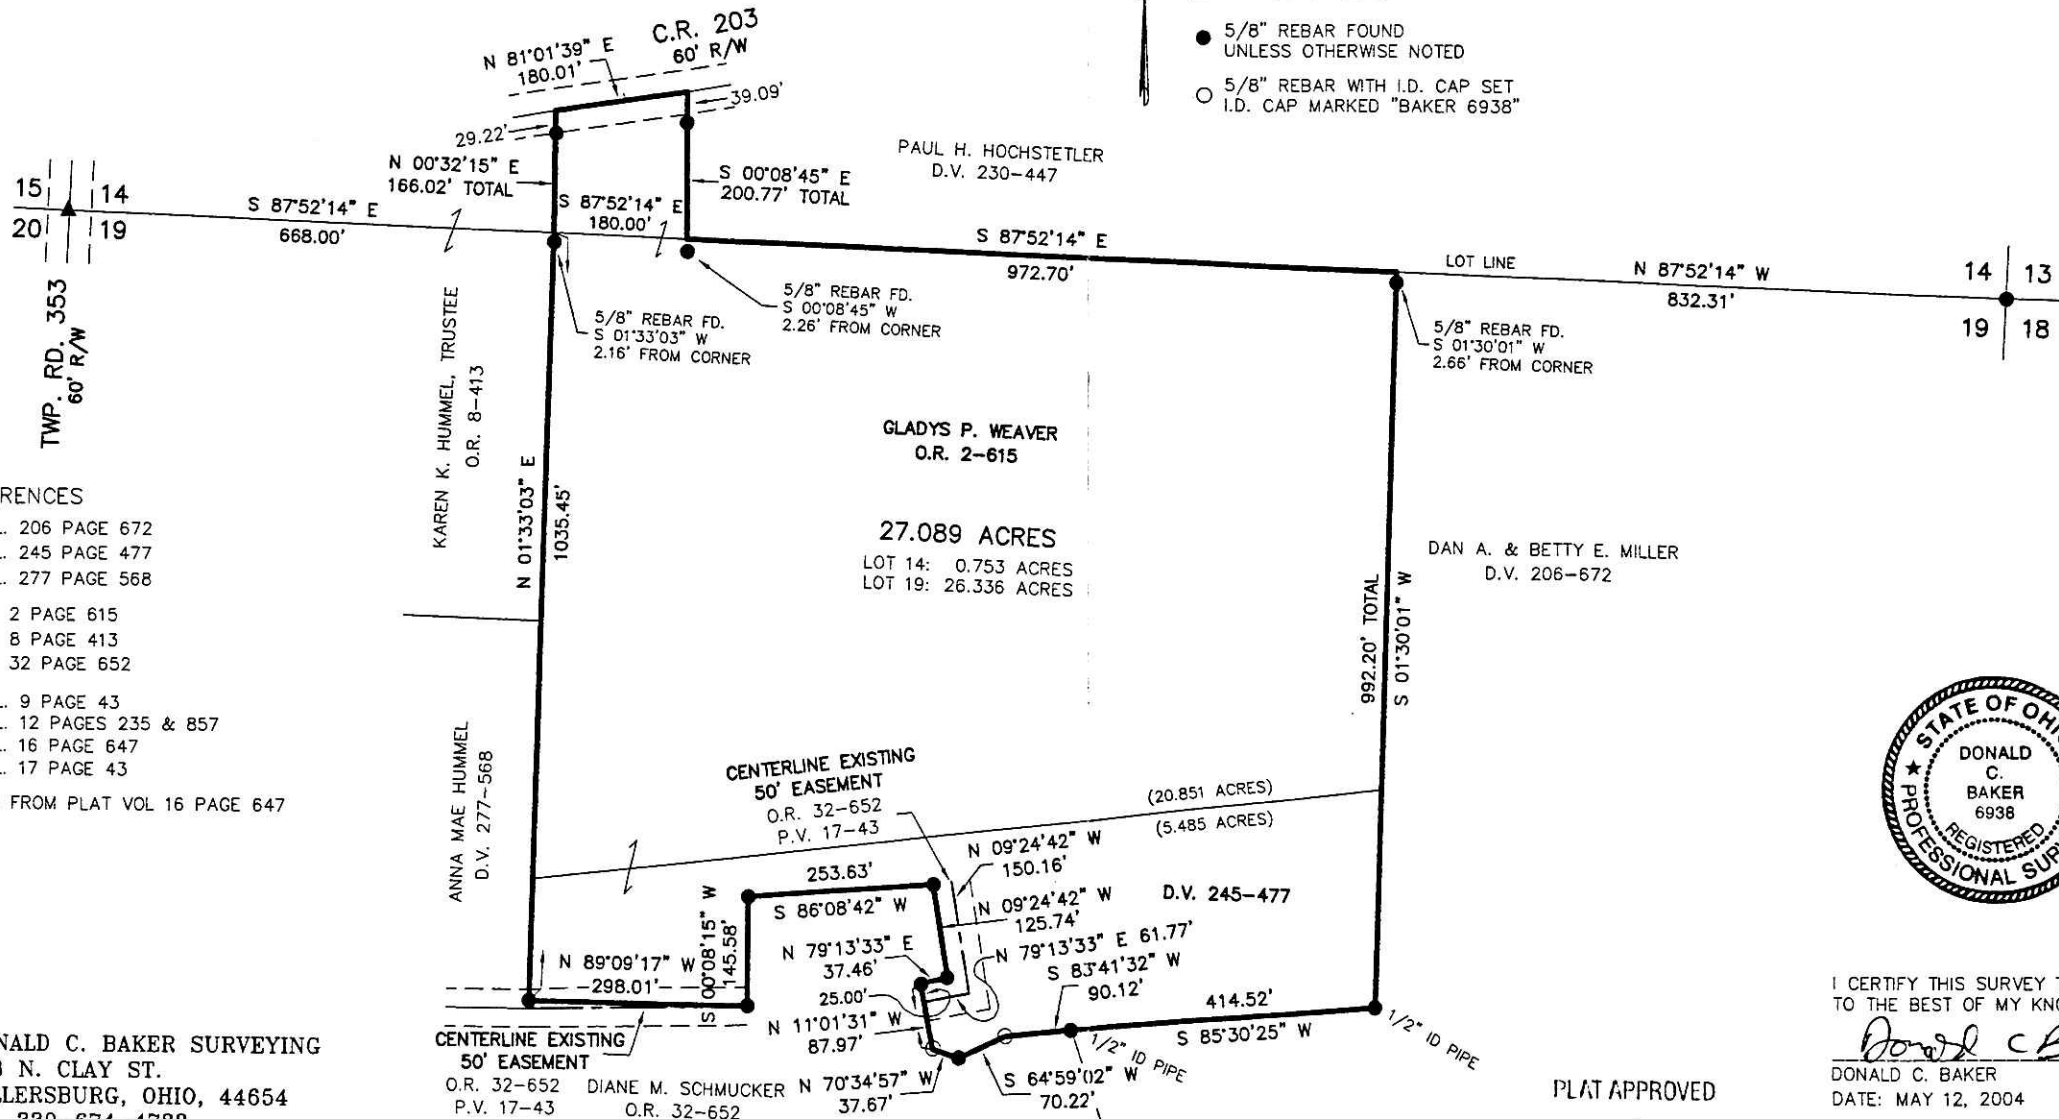 C.R. 203
60' R/W
N 81°01'39" E
180.01'
39.09'
29.22'
N 00°32'15" E
166.02' TOTAL
S 00°08'45" E
200.77' TOTAL
5/8" REBAR FOUND
UNLESS OTHERWISE NOTED
5/8" REBAR WITH I.D. CAP SET
I.D. CAP MARKED "BAKER 6938"
PAUL H. HOCHSTETLER
D.V. 230-447
15 14
20 19
TWP. RD. 353
60' R/W
S 87°52'14" E
668.00'
S 87°52'14" E
180.00'
S 87°52'14" E
972.70'
LOT LINE
N 87°52'14" W
832.31'
14 13
19 18
5/8" REBAR FD.
S 01°33'03" W
2.16' FROM CORNER
5/8" REBAR FD.
S 00°08'45" W
2.26' FROM CORNER
5/8" REBAR FD.
S 01°30'01" W
2.66' FROM CORNER
KAREN K. HUMMEL, TRUSTEE
O.R. 8-413
N 01°33'03" E
1035.45'
GLADYS P. WEAVER
O.R. 2-615
27.089 ACRES
LOT 14: 0.753 ACRES
LOT 19: 26.336 ACRES
992.20' TOTAL
S 01°30'01" W
DAN A. & BETTY E. MILLER
D.V. 206-672
RENCES
. 206 PAGE 672
. 245 PAGE 477
. 277 PAGE 568
2 PAGE 615
8 PAGE 413
32 PAGE 652
. 9 PAGE 43
. 12 PAGES 235 & 857
. 16 PAGE 647
. 17 PAGE 43
FROM PLAT VOL 16 PAGE 647
ANNA MAE HUMMEL
D.V. 277-568
CENTERLINE EXISTING
50' EASEMENT
O.R. 32-652
P.V. 17-43
(20.851 ACRES)
(5.485 ACRES)
N 09°24'42" W
150.16'
253.63'
S 86°08'42" W
N 09°24'42" W
125.74'
D.V. 245-477
S 00°08'15" W
145.58'
N 79°13'33" E
37.46'
N 79°13'33" E 61.77'
S 83°41'32" W
90.12'
N 89°09'17" W
298.01'
25.00'
N 11°01'31" W
87.97'
414.52'
S 85°30'25" W
1/2" ID PIPE
1/2" ID PIPE
CENTERLINE EXISTING
50' EASEMENT
O.R. 32-652
P.V. 17-43
DIANE M. SCHMUCKER
O.R. 32-652
N 70°34'57" W
37.67'
S 64°59'02" W
70.22'
NALD C. BAKER SURVEYING
N. CLAY ST.
LERSBURG, OHIO, 44654
STATE OF OHI
PROFESSIONAL SURV
DONALD
C.
BAKER
6938
REGISTERED
I CERTIFY THIS SURVEY T
TO THE BEST OF MY KNO
Donald C B
DONALD C. BAKER
DATE: MAY 12, 2004
PLAT APPROVED